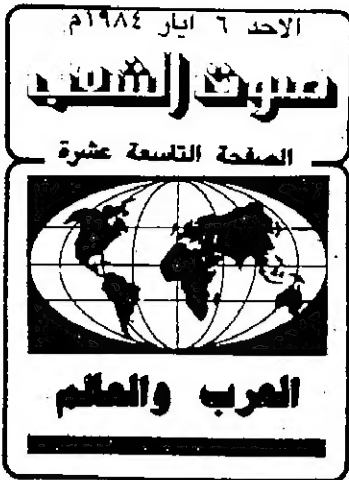 الاحد ٦ ايار ١٩٨٤م
صوت الشعب
الصفحة التاسعة عشرة
العرب والعالم